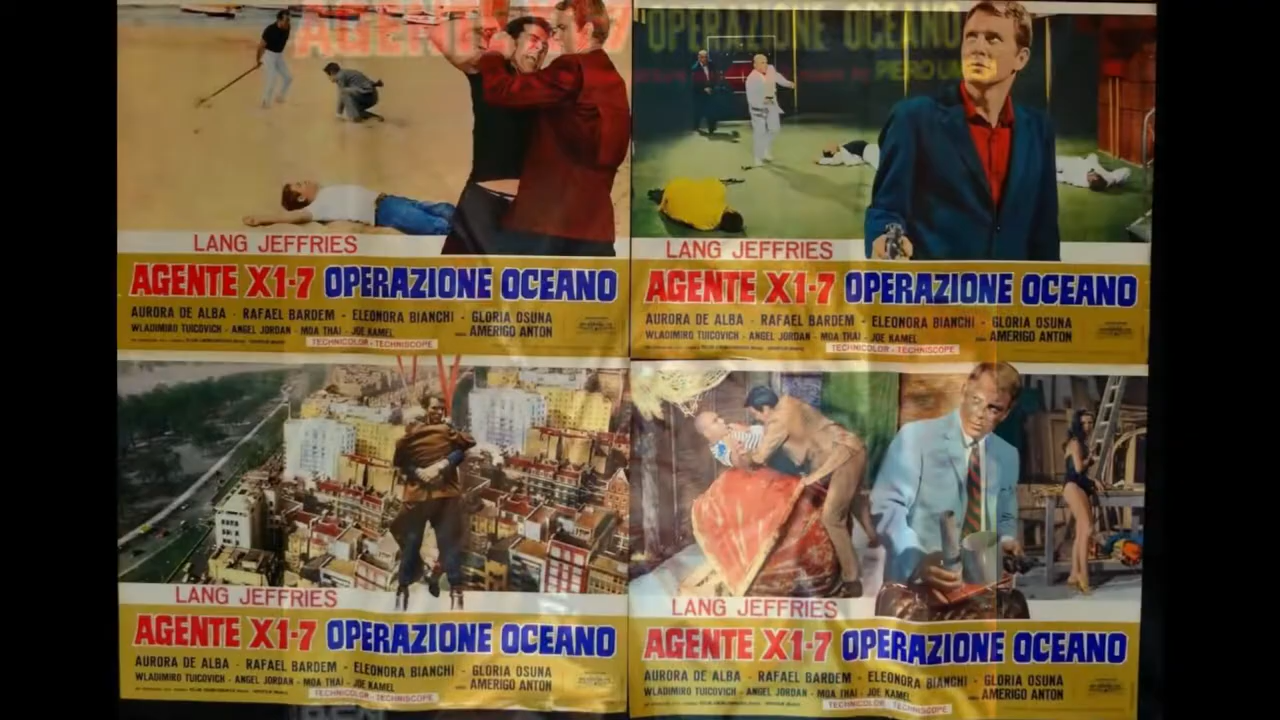 AGENTE X1-7
"OPERAZIONE OCEANO
PIERO UM
LANG JEFFRIES
AGENTE X1-7 OPERAZIONE OCEANO
AURORA DE ALBA · RAFAEL BARDEM · ELEONORA BIANCHI · GLORIA OSUNA
WLADIMIRO TUICOVICH · ANGEL JORDAN · MOA THAI · JOE KAMEL
AMERIGO ANTON
TECHNICOLOR · TECHNISCOPE
LANG JEFFRIES
AGENTE X1-7 OPERAZIONE OCEANO
AURORA DE ALBA · RAFAEL BARDEM · ELEONORA BIANCHI · GLORIA OSUNA
WLADIMIRO TUICOVICH · ANGEL JORDAN · MOA THAI · JOE KAMEL
AMERIGO ANTON
TECHNICOLOR · TECHNISCOPE
LANG JEFFRIES
AGENTE X1-7 OPERAZIONE OCEANO
AURORA DE ALBA · RAFAEL BARDEM · ELEONORA BIANCHI · GLORIA OSUNA
WLADIMIRO TUICOVICH · ANGEL JORDAN · MOA THAI · JOE KAMEL
AMERIGO ANTON
TECHNICOLOR · TECHNISCOPE
LANG JEFFRIES
AGENTE X1-7 OPERAZIONE OCEANO
AURORA DE ALBA · RAFAEL BARDEM · ELEONORA BIANCHI · GLORIA OSUNA
WLADIMIRO TUICOVICH · ANGEL JORDAN · MOA THAI · JOE KAMEL
AMERIGO ANTON
TECHNICOLOR · TECHNISCOPE